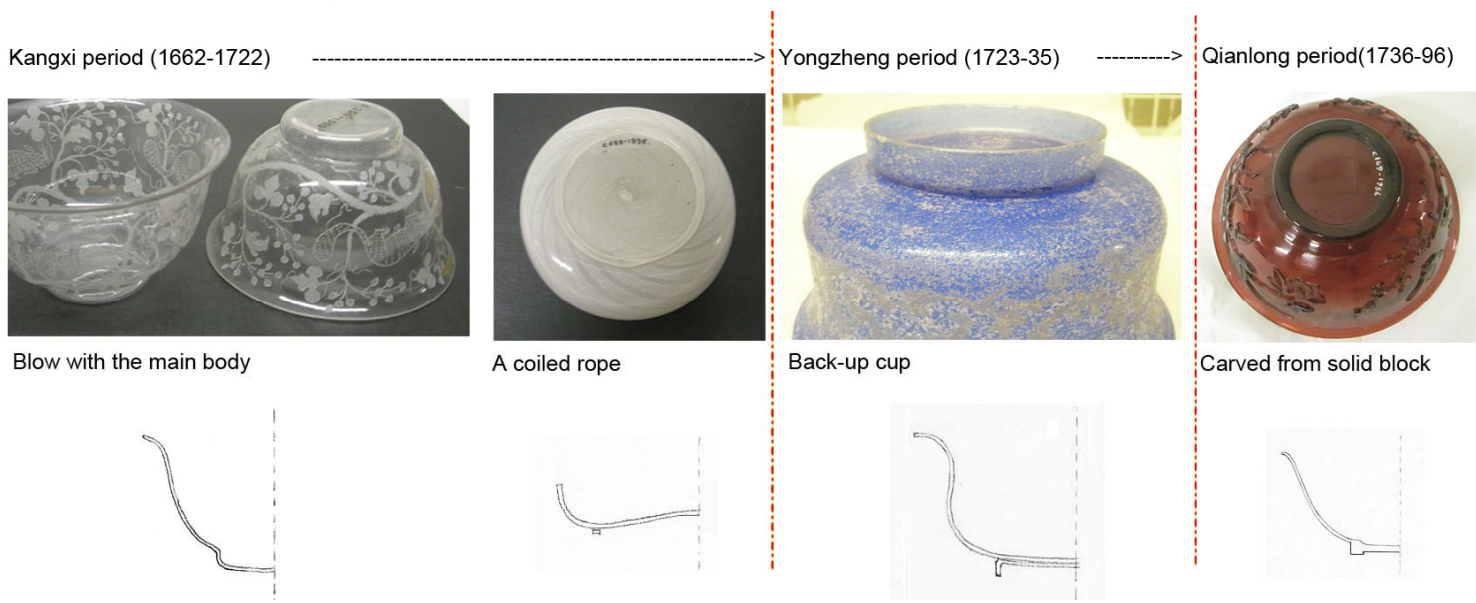 Kangxi period (1662-1722) ------------------------------------------------------------>
Yongzheng period (1723-35) ---------->
Qianlong period(1736-96)
Blow with the main body
A coiled rope
Back-up cup
Carved from solid block